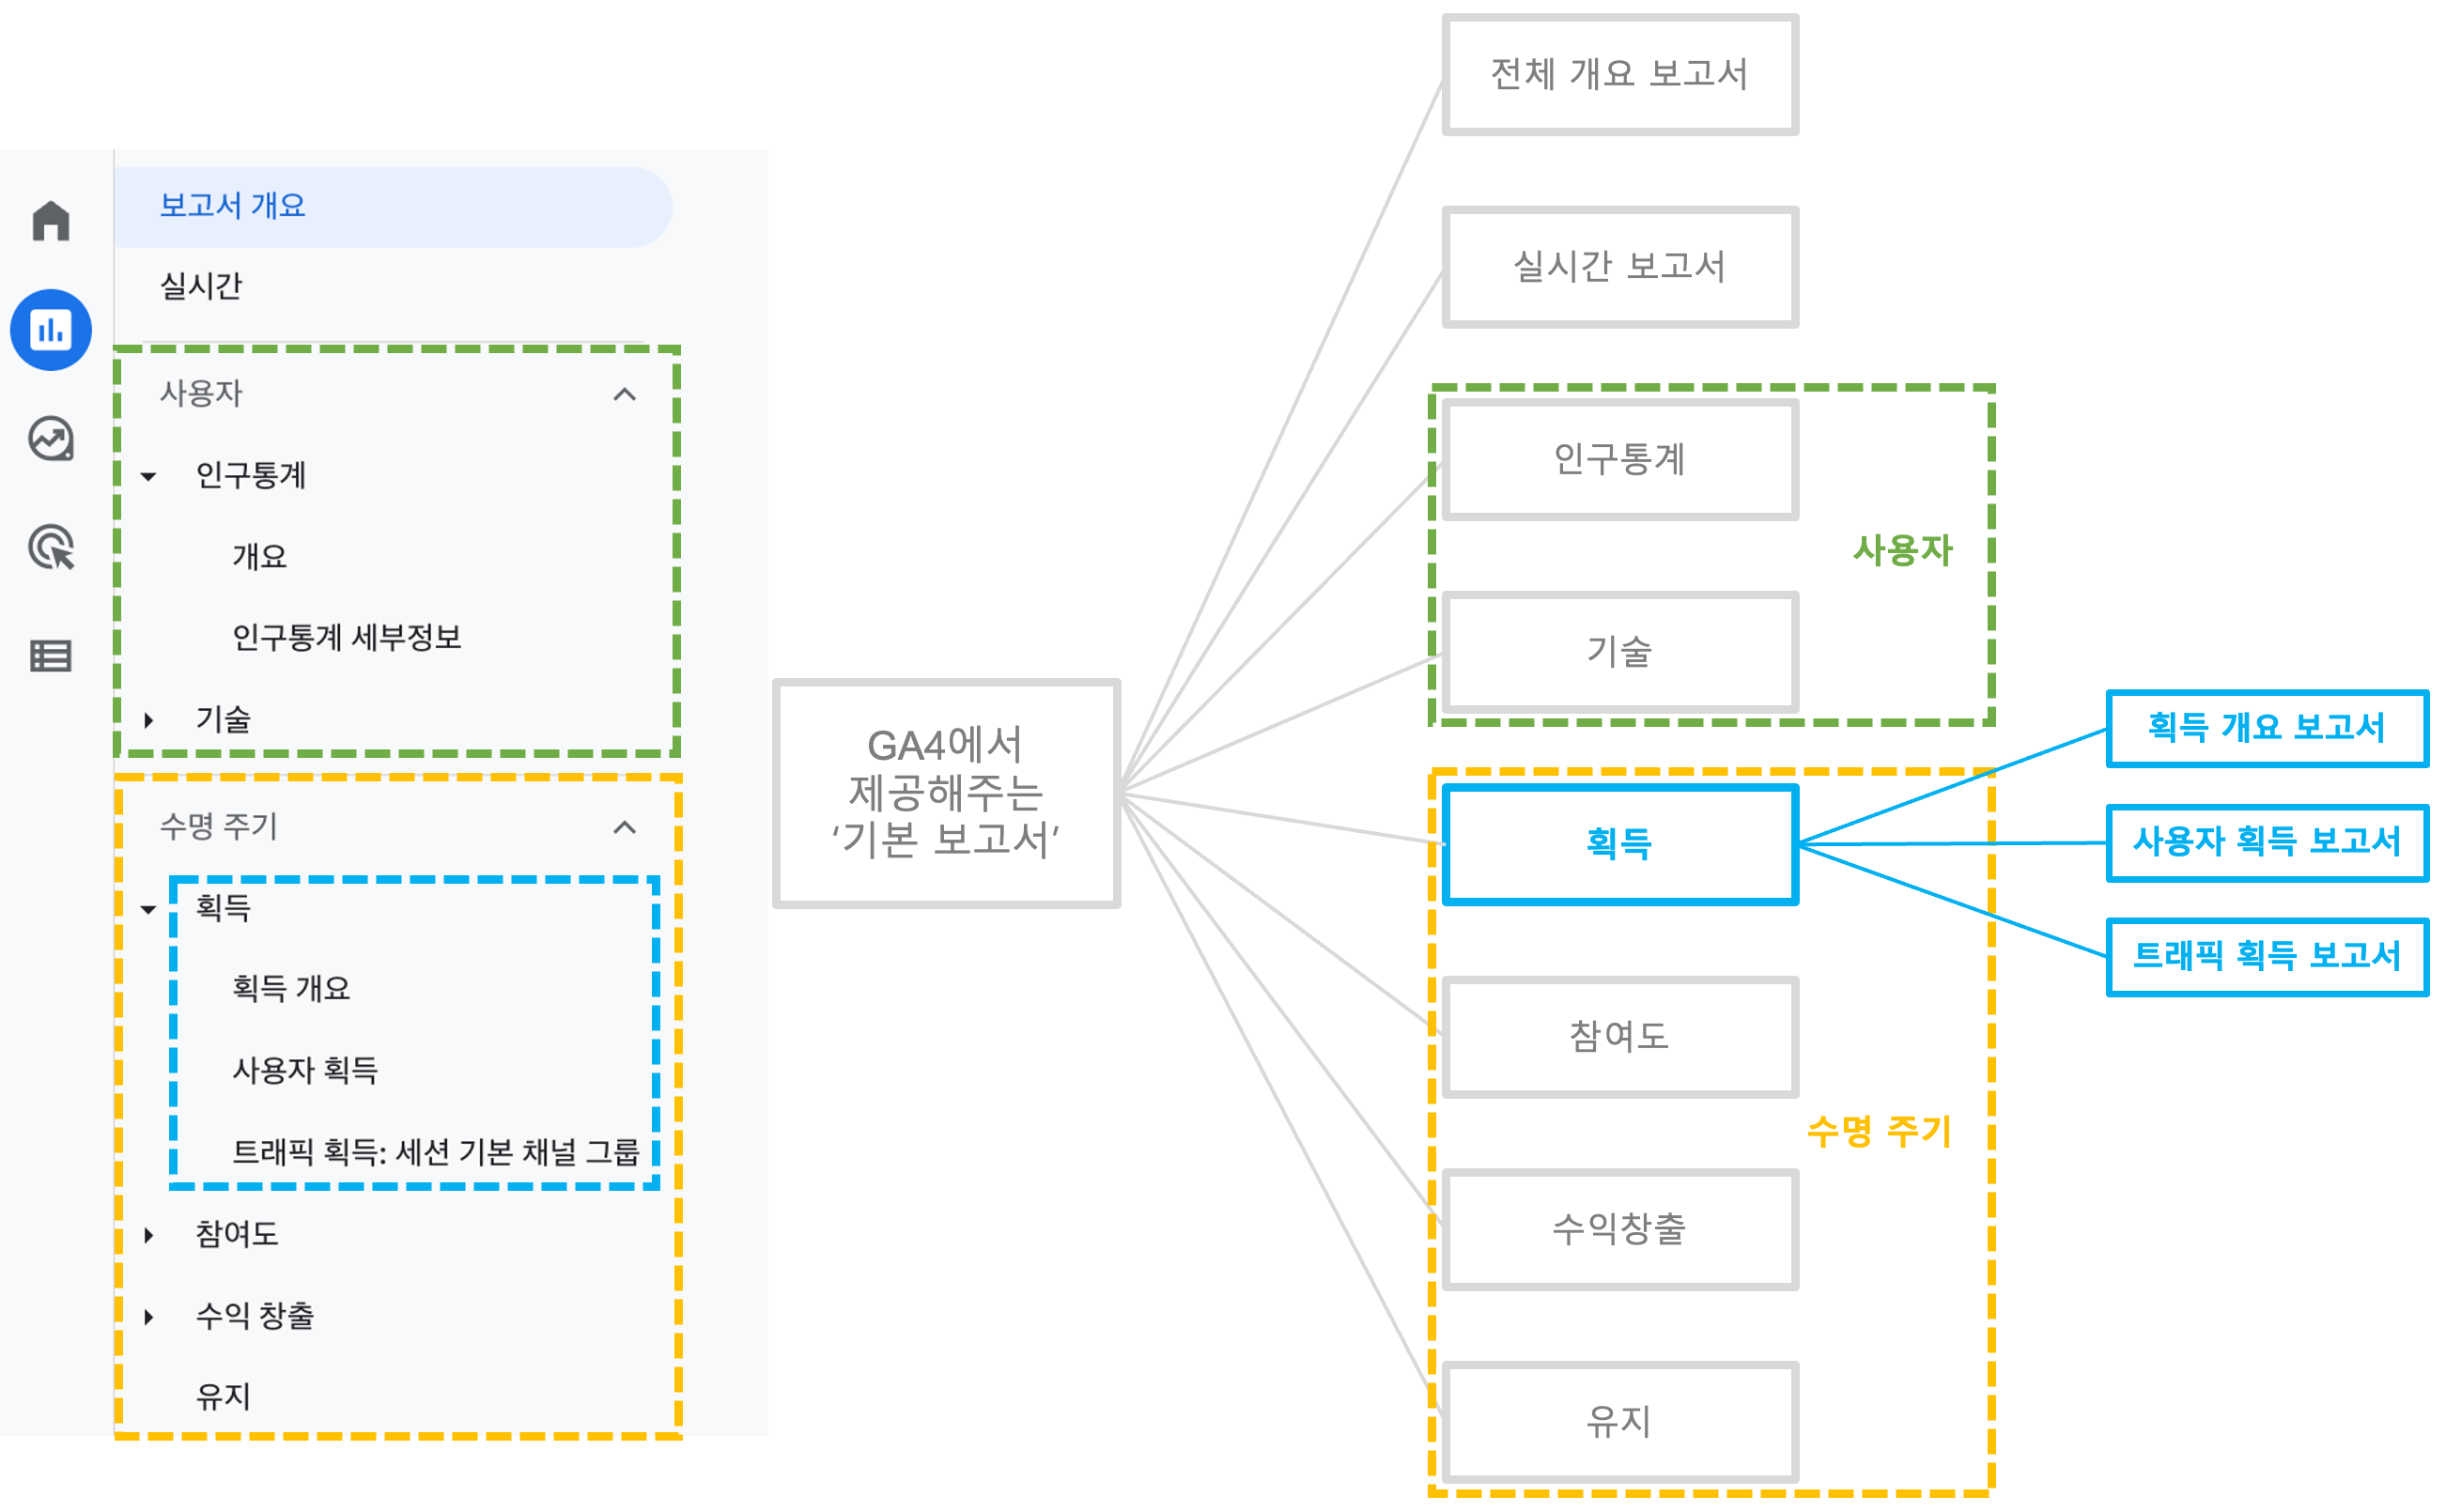 보고서 개요
실시간
사용자
인구통계
개요
인구통계 세부정보
기술
수명 주기
획득
획득 개요
사용자 획득
트래픽 획득: 세션 기본 채널 그룹
참여도
수익 창출
유지
GA4에서
제공해주는
'기본 보고서'
전체 개요 보고서
실시간 보고서
인구통계
기술
사용자
획득
참여도
수익창출
유지
수명 주기
획득 개요 보고서
사용자 획득 보고서
트래픽 획득 보고서